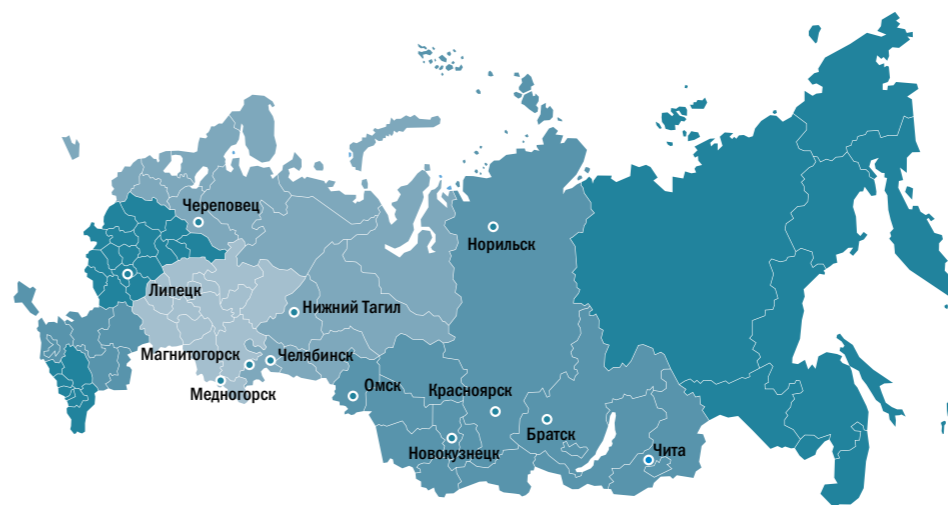 Череповец
Норильск
Липецк
Нижний Тагил
Магнитогорск
Челябинск
Медногорск
Омск
Красноярск
Братск
Новокузнецк
Чита